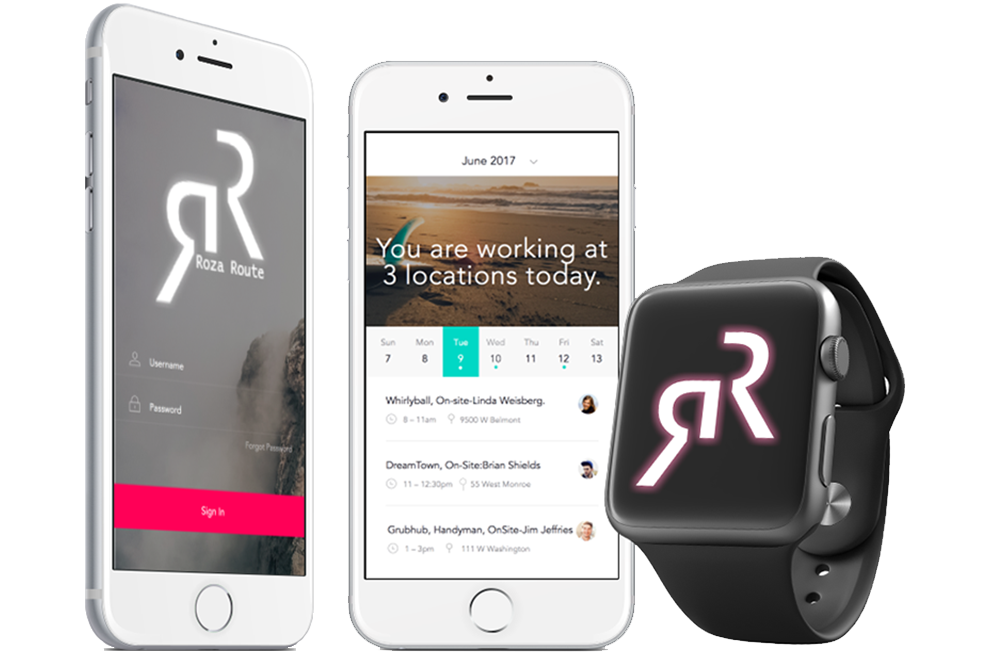 RR
Roza Route
Username
Password
Forgot Password
Sign In
June 2017
You are working at
3 locations today.
Sun Mon Tue Wed Thu Fri Sat
7 8 9 10 11 12 13
Whirlyball, On-site-Linda Weisberg.
8 – 11am 9500 W Belmont
DreamTown, On-Site:Brian Shields
11 – 12:30pm 55 West Monroe
Grubhub, Handyman, OnSite-Jim Jeffries
1 – 3pm 111 W Washington
RR